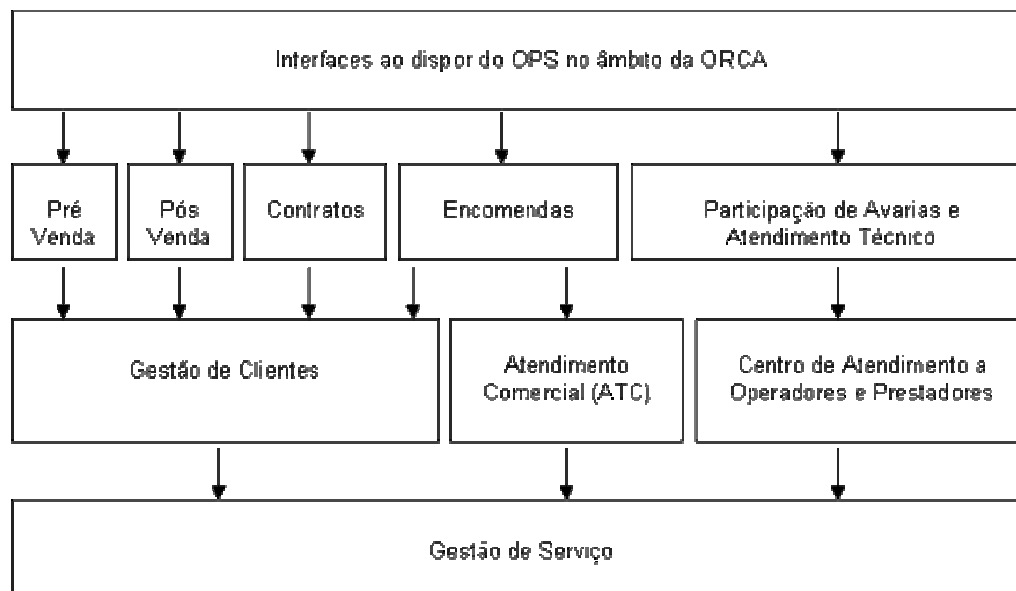 Interfaces ao dispor do OPS no âmbito da ORCA
Pré
Venda
Pós
Venda
Contratos
Encomendas
Participação de Avarias e
Atendimento Técnico
Gestão de Clientes
Atendimento
Comercial (ATC)
Centro de Atendimento a
Operadores e Prestadores
Gestão de Serviço